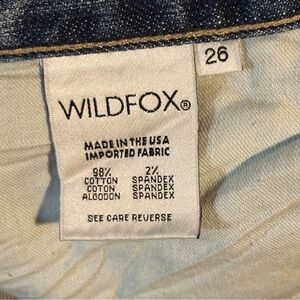 26
WILDFOX®
MADE IN THE USA
IMPORTED FABRIC
98% 2%
COTTON SPANDEX
COTON SPANDEX
ALGODON SPANDEX
SEE CARE REVERSE